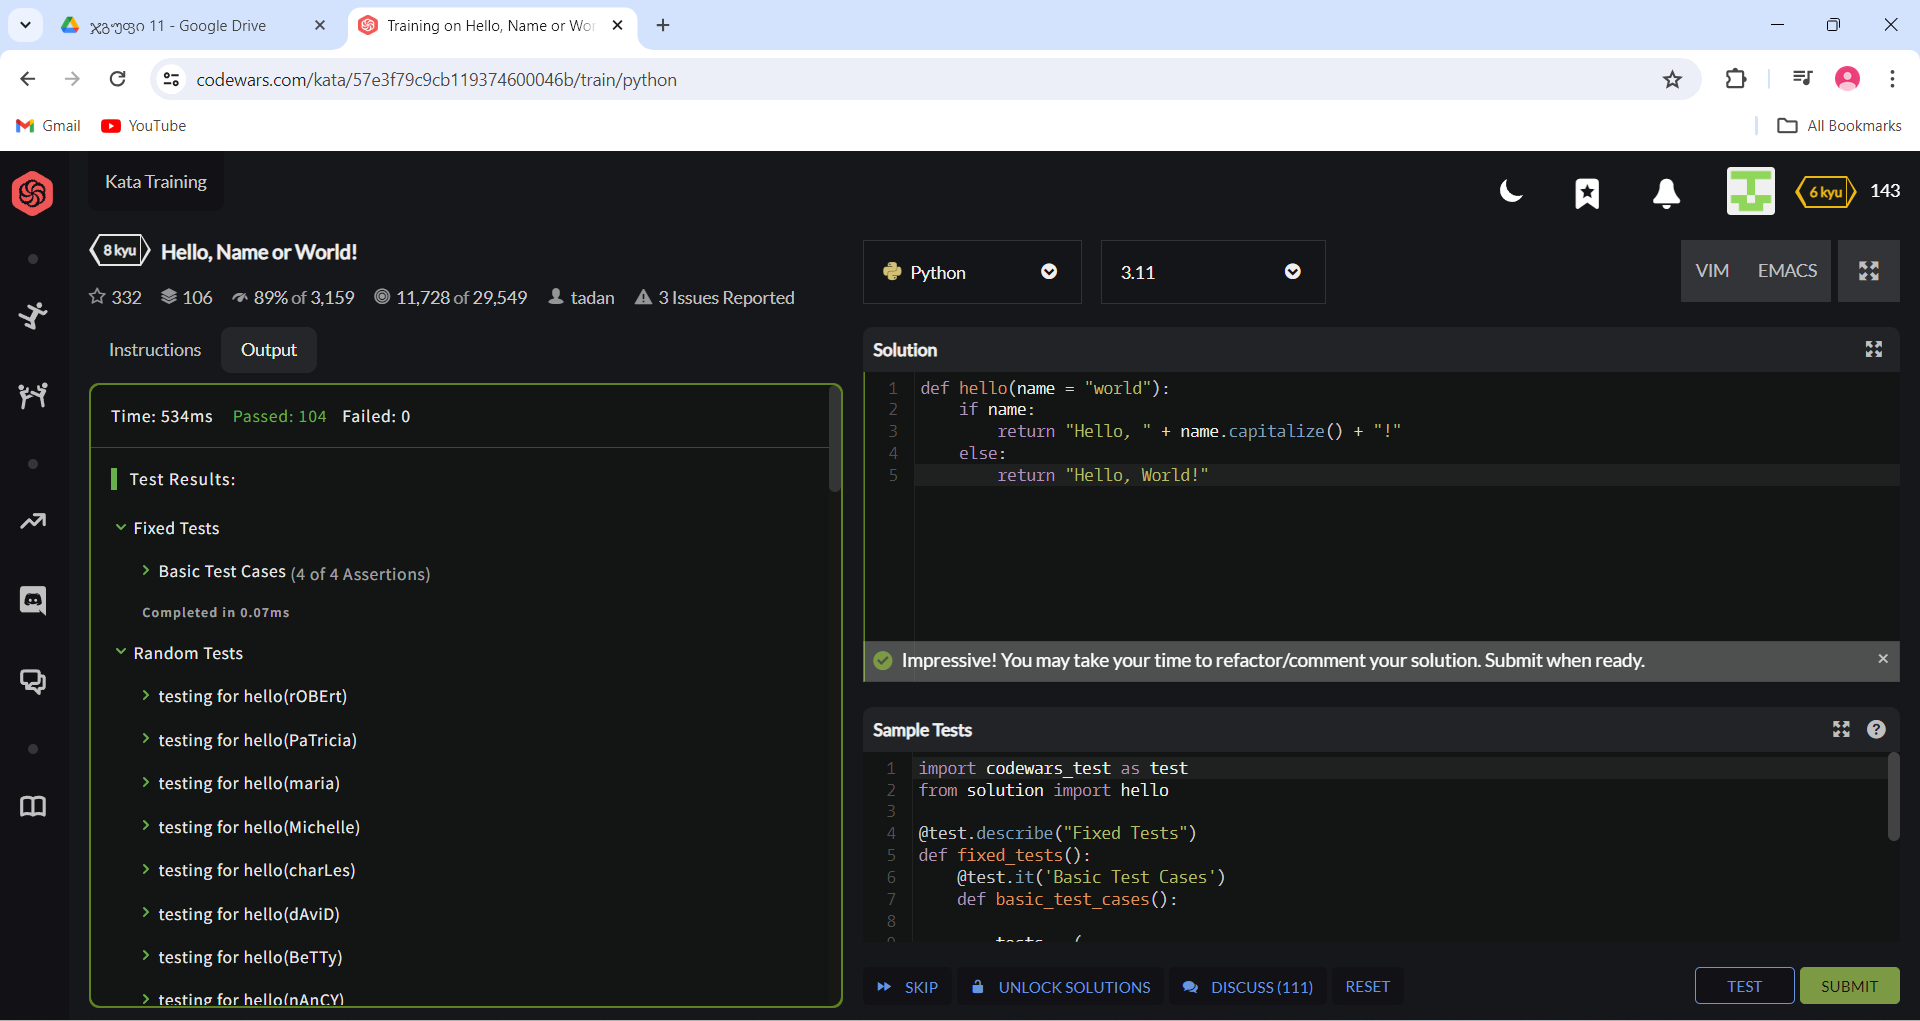 ჯგუფი 11 - Google Drive
Training on Hello, Name or Wor
codewars.com/kata/57e3f79c9cb119374600046b/train/python
Gmail
YouTube
All Bookmarks
Kata Training
6 kyu
143
8 kyu
Hello, Name or World!
332
106
89% of 3,159
11,728 of 29,549
tadan
3 Issues Reported
Python
3.11
VIM
EMACS
Instructions
Output
Time: 534ms Passed: 104 Failed: 0
Test Results:
Fixed Tests
Basic Test Cases (4 of 4 Assertions)
Completed in 0.07ms
Random Tests
testing for hello(rOBErt)
testing for hello(PaTricia)
testing for hello(maria)
testing for hello(Michelle)
testing for hello(charLes)
testing for hello(dAviD)
testing for hello(BeTTy)
testing for hello(nAnCY)
Solution
1 def hello(name = "world"):
2     if name:
3         return "Hello, " + name.capitalize() + "!"
4     else:
5         return "Hello, World!"
Impressive! You may take your time to refactor/comment your solution. Submit when ready.
Sample Tests
1 import codewars_test as test
2 from solution import hello
3
4 @test.describe("Fixed Tests")
5 def fixed_tests():
6     @test.it('Basic Test Cases')
7     def basic_test_cases():
8
9         tests = (
SKIP
UNLOCK SOLUTIONS
DISCUSS (111)
RESET
TEST
SUBMIT